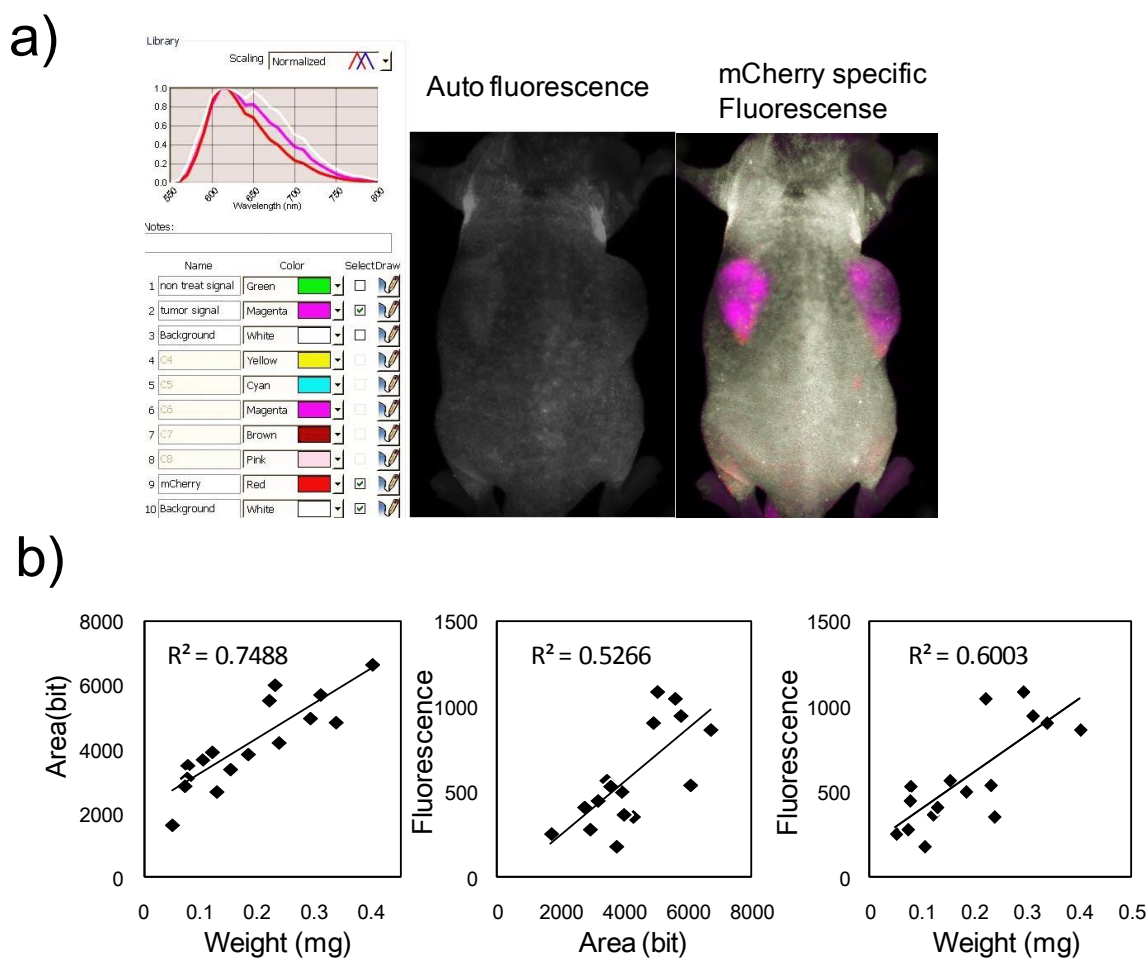 a)
Library
Scaling Normalized
1.0
0.8
0.6
0.4
0.2
0.0
550 600 650 700 750 800
Wavelength (nm)
Notes:
Name Color Select Draw
1 non treat signal Green
2 tumor signal Magenta
3 Background White
4 C4 Yellow
5 C5 Cyan
6 C6 Magenta
7 C7 Brown
8 C8 Pink
9 mCherry Red
10 Background White
Auto fluorescence
mCherry specific
Fluorescense
b)
8000
6000
4000
2000
0
R² = 0.7488
Area(bit)
0 0.1 0.2 0.3 0.4
Weight (mg)
1500
1000
500
0
R² = 0.5266
Fluorescence
0 2000 4000 6000 8000
Area (bit)
1500
1000
500
0
R² = 0.6003
Fluorescence
0 0.1 0.2 0.3 0.4 0.5
Weight (mg)